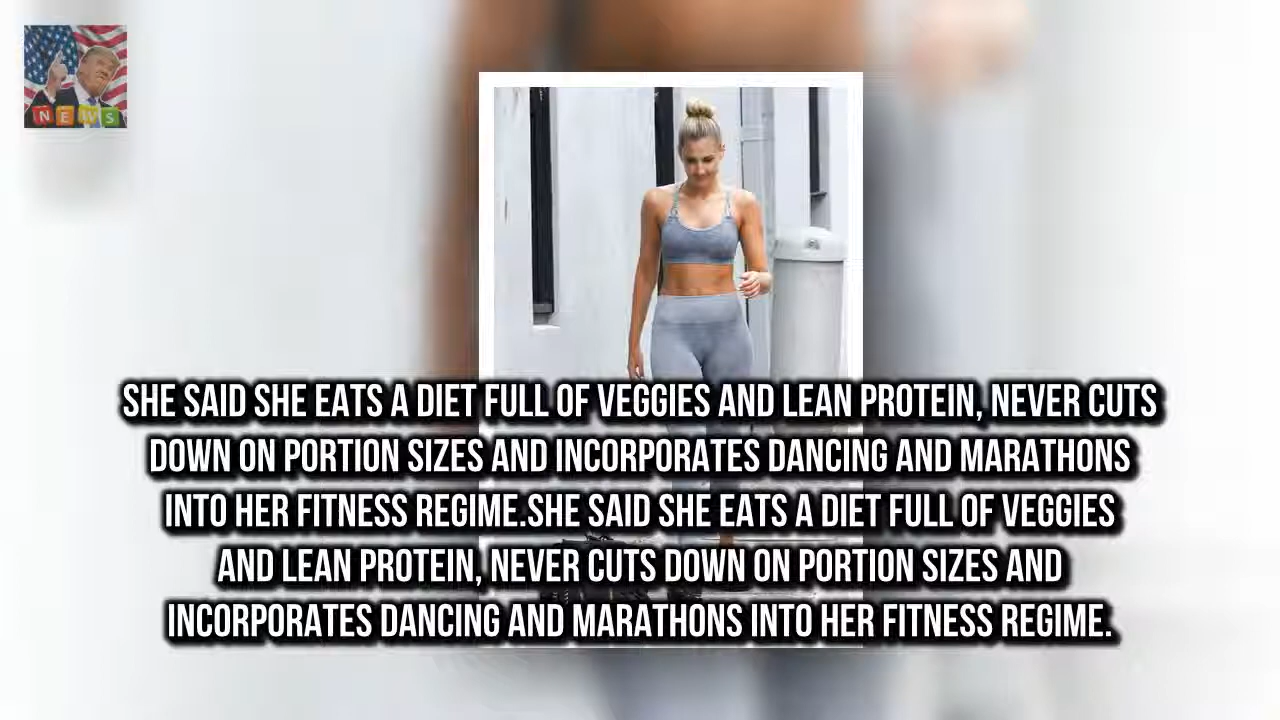 NEWS
SHE SAID SHE EATS A DIET FULL OF VEGGIES AND LEAN PROTEIN, NEVER CUTS
DOWN ON PORTION SIZES AND INCORPORATES DANCING AND MARATHONS
INTO HER FITNESS REGIME.SHE SAID SHE EATS A DIET FULL OF VEGGIES
AND LEAN PROTEIN, NEVER CUTS DOWN ON PORTION SIZES AND
INCORPORATES DANCING AND MARATHONS INTO HER FITNESS REGIME.